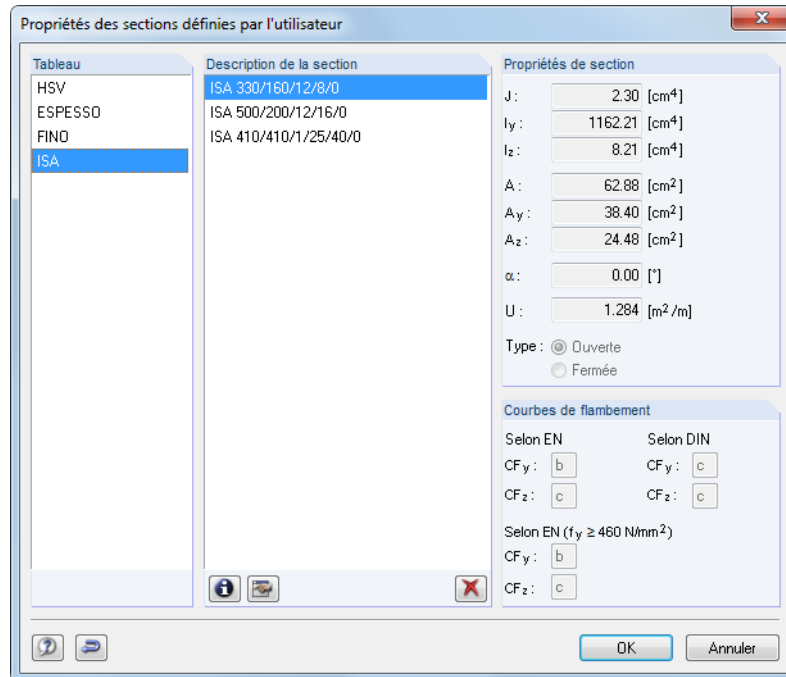 Propriétés des sections définies par l'utilisateur
Tableau
HSV
ESPESSO
FINO
ISA
Description de la section
ISA 330/160/12/8/0
ISA 500/200/12/16/0
ISA 410/410/1/25/40/0
Propriétés de section
J : 2.30 [cm4]
Iy : 1162.21 [cm4]
Iz : 8.21 [cm4]
A : 62.88 [cm2]
Ay : 38.40 [cm2]
Az : 24.48 [cm2]
α : 0.00 [°]
U : 1.284 [m2/m]
Type : Ouverte
Fermée
Courbes de flambement
Selon EN Selon DIN
CFy : b CFy : c
CFz : c CFz : c
Selon EN (fy ≥ 460 N/mm2)
CFy : b
CFz : c
OK Annuler